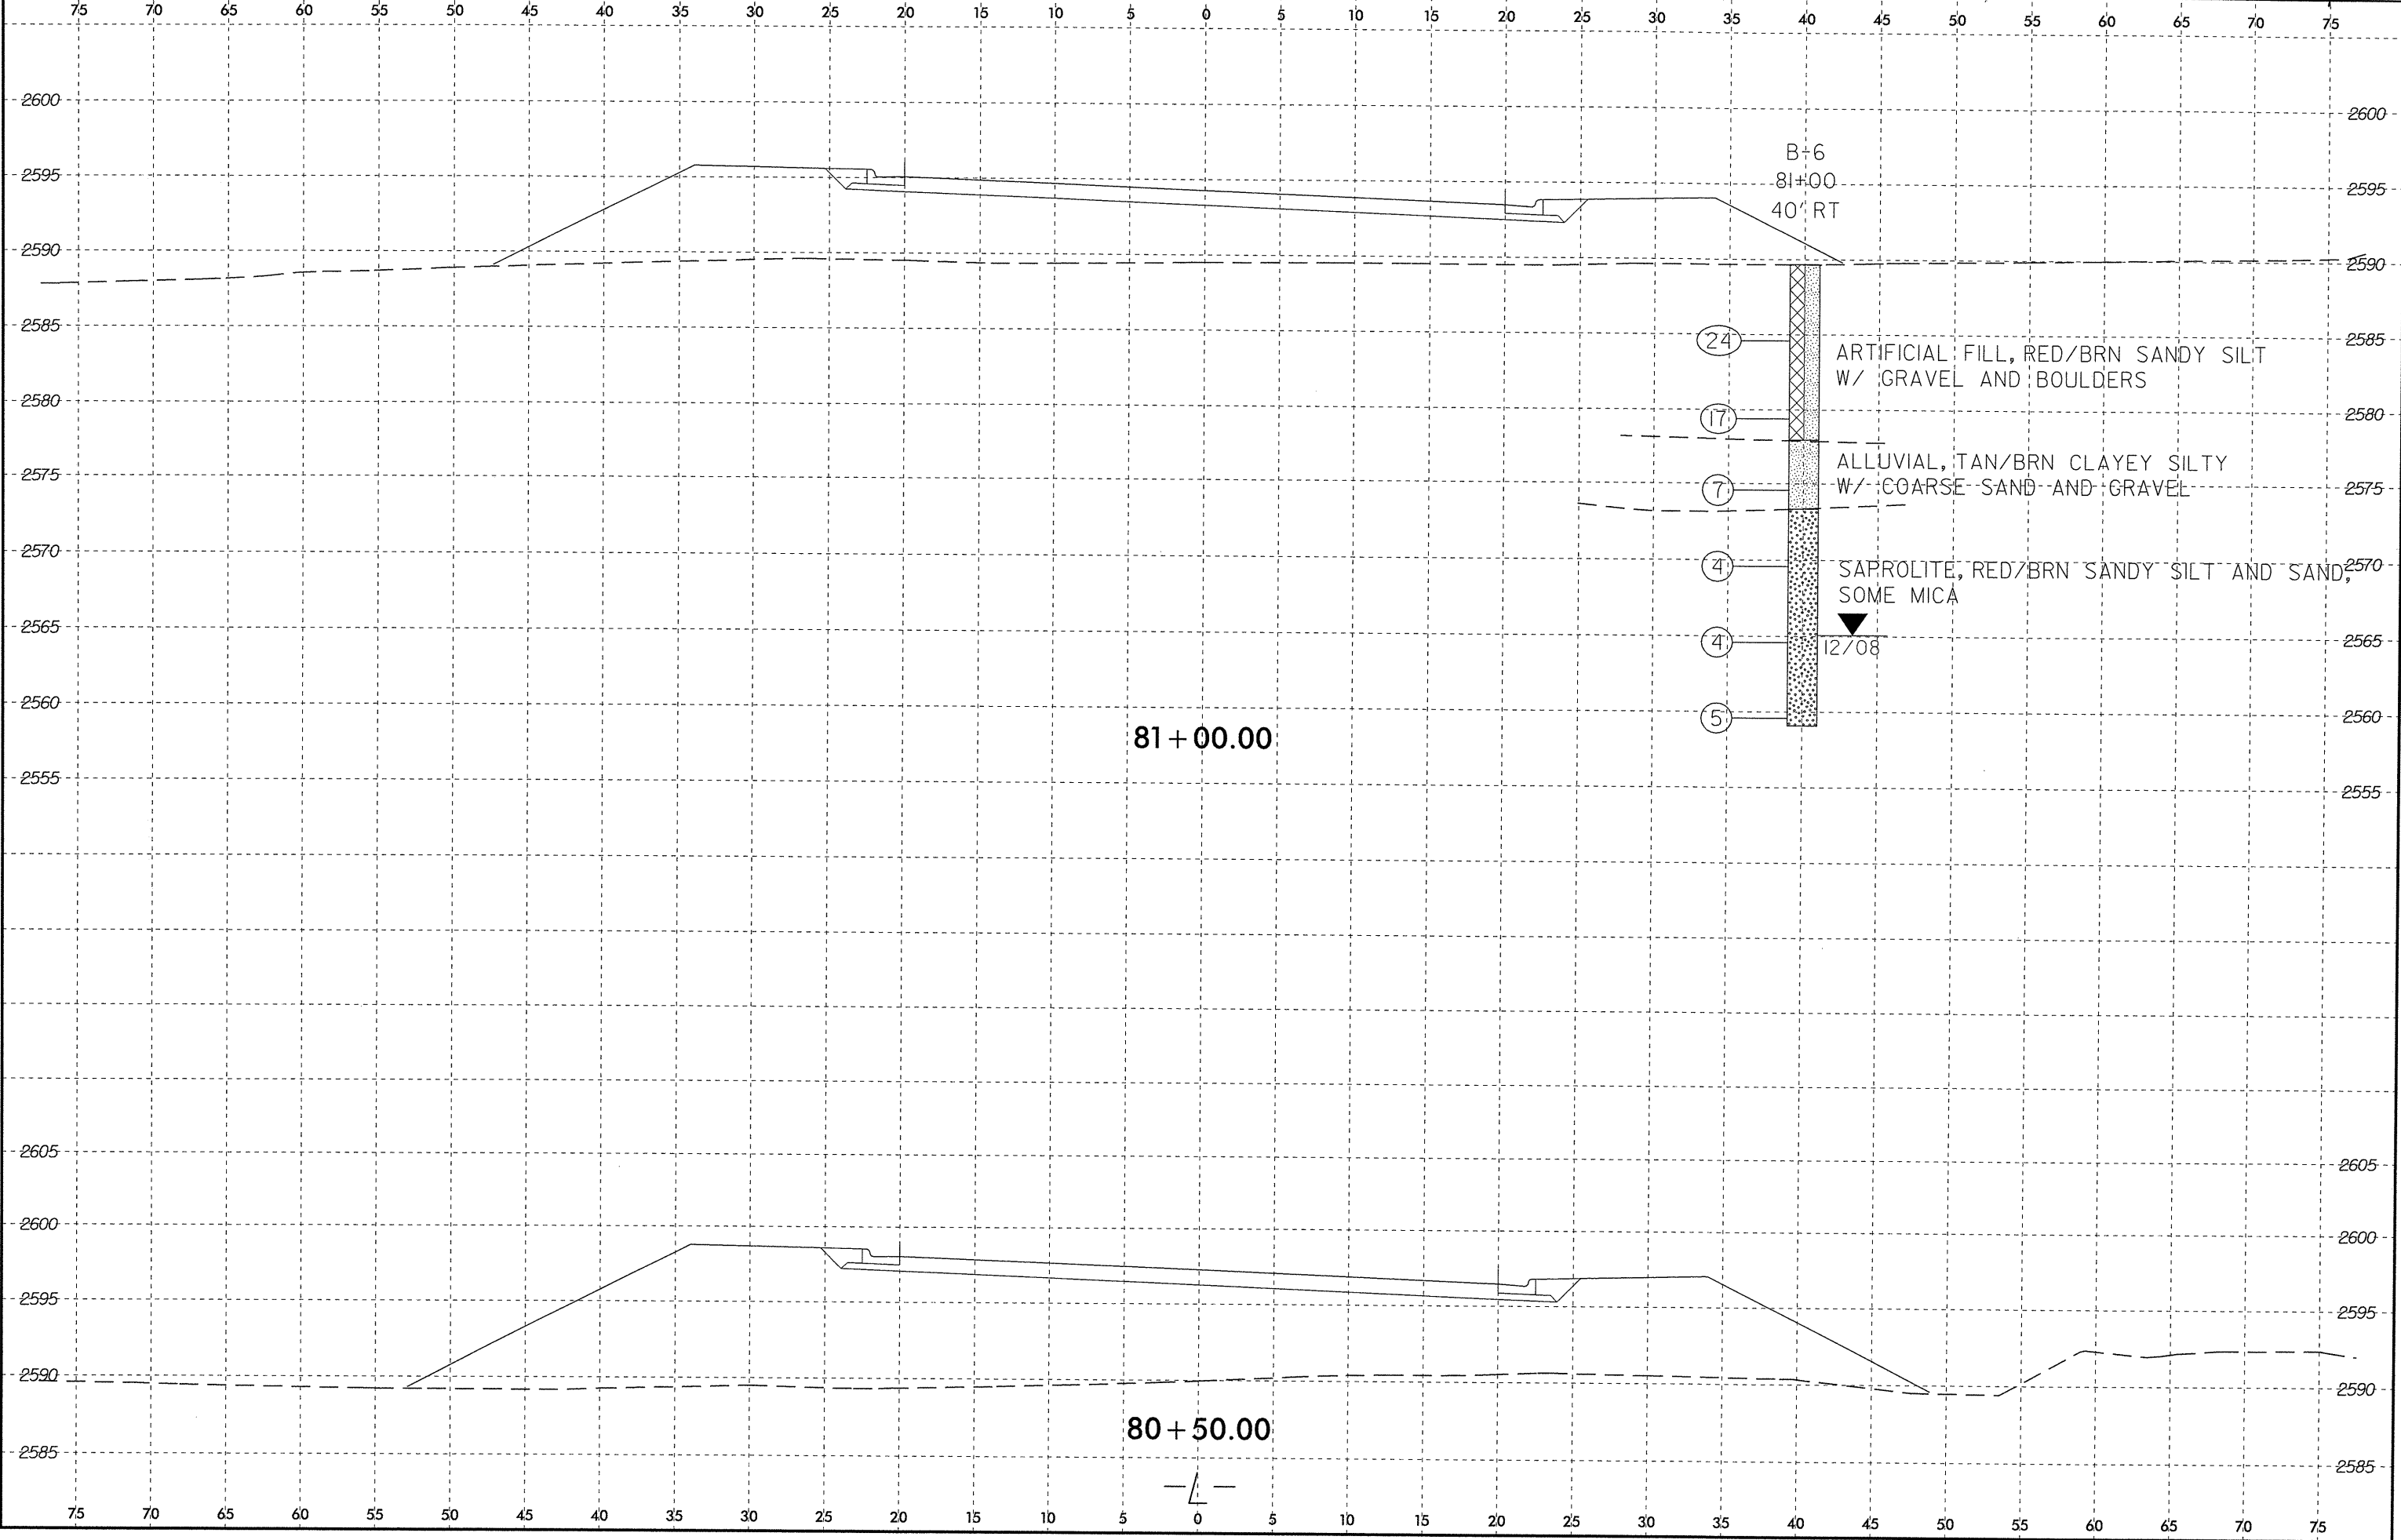 75 70 65 60 55 50 45 40 35 30 25 20 15 10 5 0 5 10 15 20 25 30 35 40 45 50 55 60 65 70 75
2600 2600
B-6
2595 81+00 2595
40' RT
2590 2590
2585 24 2585
ARTIFICIAL FILL, RED/BRN SANDY SILT
W/ GRAVEL AND BOULDERS
2580 17 2580
ALLUVIAL, TAN/BRN CLAYEY SILTY
2575 7 W/ COARSE SAND AND GRAVEL 2575
2570 4 SAPROLITE, RED/BRN SANDY SILT AND SAND, 2570
SOME MICA
2565 4 12/08 2565
2560 5 2560
81+00.00
2555 2555
2605 2605
2600 2600
2595 2595
2590 2590
80+50.00
2585 2585
-L-
75 70 65 60 55 50 45 40 35 30 25 20 15 10 5 0 5 10 15 20 25 30 35 40 45 50 55 60 65 70 75